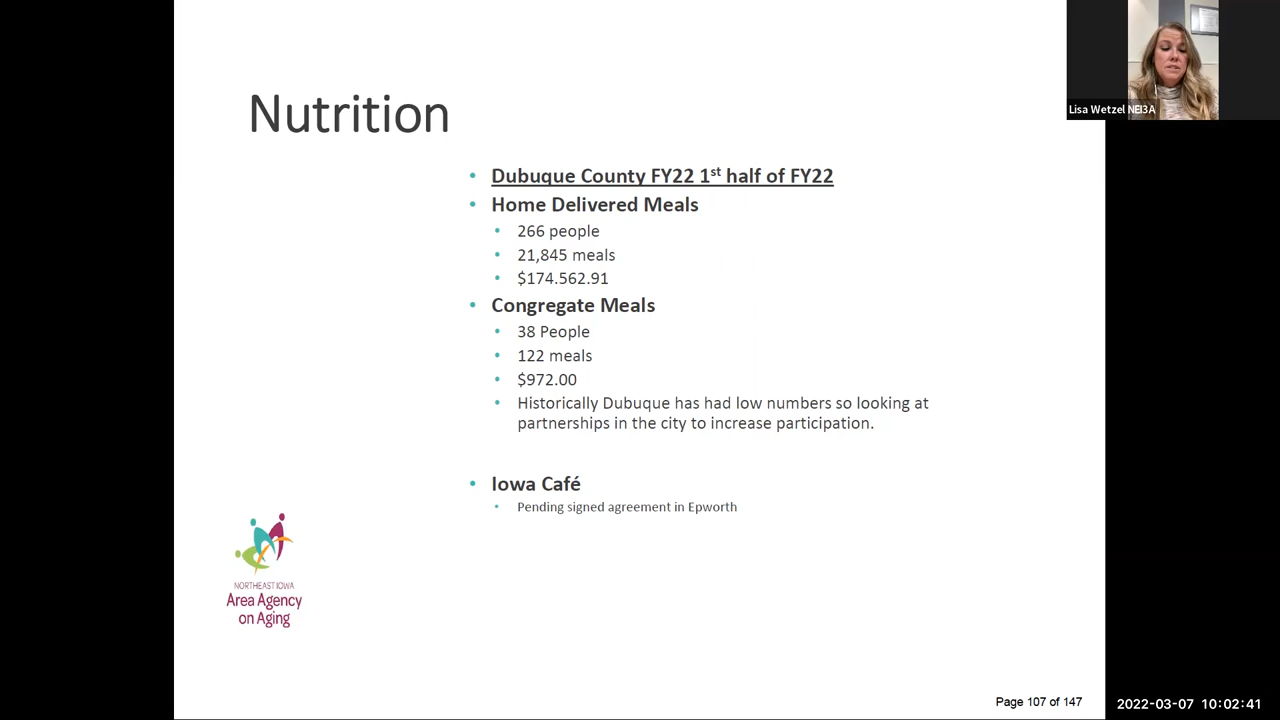 Lisa Wetzel NEI3A
Nutrition
• Dubuque County FY22 1st half of FY22
• Home Delivered Meals
• 266 people
• 21,845 meals
• $174.562.91
• Congregate Meals
• 38 People
• 122 meals
• $972.00
• Historically Dubuque has had low numbers so looking at
partnerships in the city to increase participation.
• Iowa Café
• Pending signed agreement in Epworth
NORTHEAST IOWA
Area Agency
on Aging
Page 107 of 147
2022-03-07 10:02:41